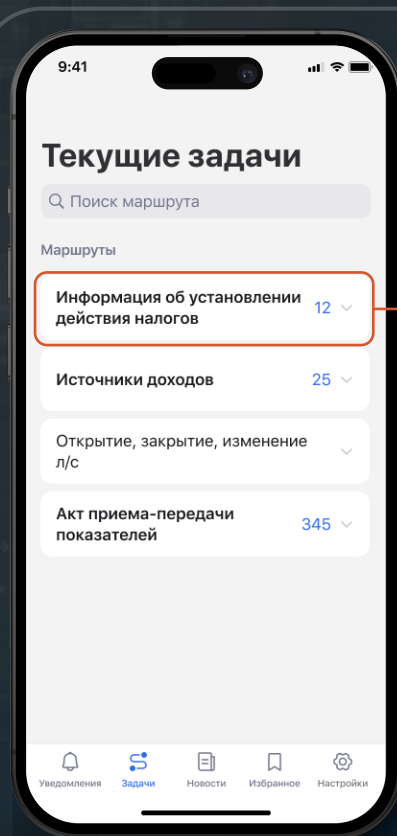 9:41
Текущие задачи
Поиск маршрута
Маршруты
Информация об установлении
действия налогов
12
Источники доходов
25
Открытие, закрытие, изменение
л/с
Акт приема-передачи
показателей
345
Уведомления
Задачи
Новости
Избранное
Настройки